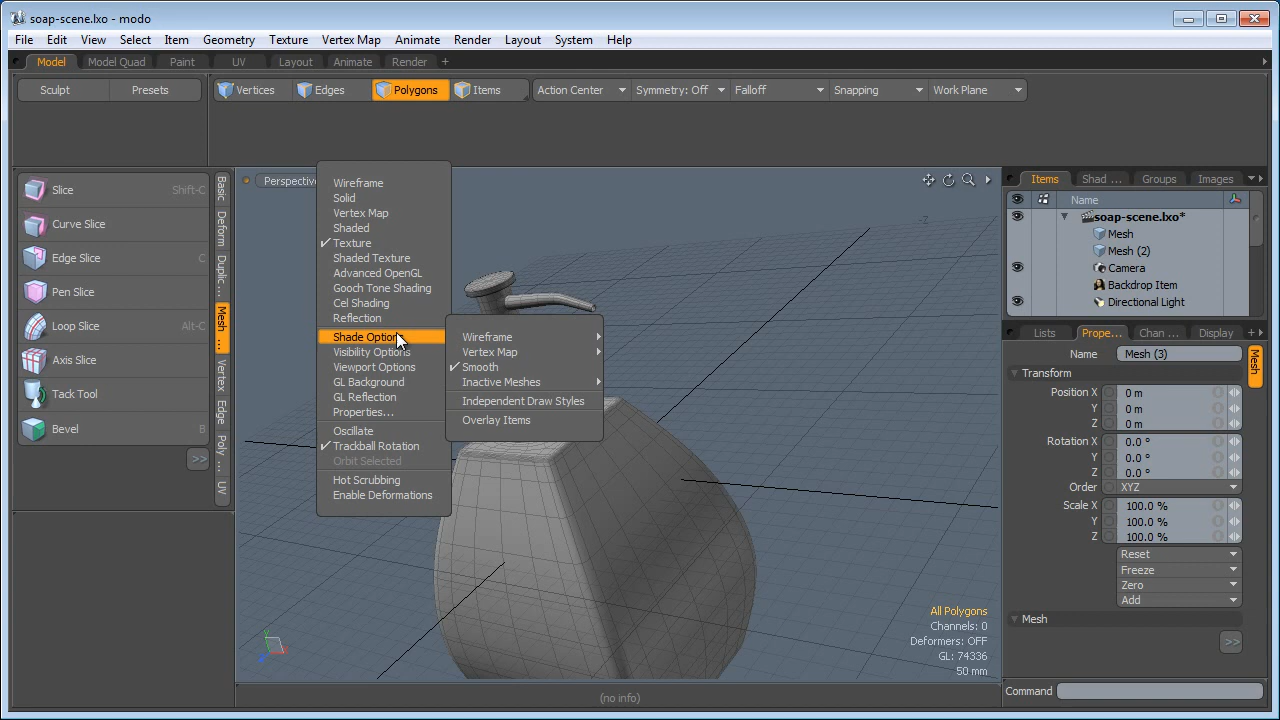 soap-scene.lxo - modo
File Edit View Select Item Geometry Texture Vertex Map Animate Render Layout System Help
Model Model Quad Paint UV Layout Animate Render +
Sculpt Presets Vertices Edges Polygons Items Action Center Symmetry: Off Falloff Snapping Work Plane
Slice Shift-C
Curve Slice
Edge Slice C
Pen Slice
Loop Slice Alt-C
Axis Slice
Tack Tool
Bevel B
>>
Basic
Deform
Duplic ...
Mesh ...
Vertex
Edge
Poly ...
UV
Perspective
Wireframe
Solid
Vertex Map
Shaded
Texture
Shaded Texture
Advanced OpenGL
Gooch Tone Shading
Cel Shading
Reflection
Shade Options
Visibility Options
Viewport Options
GL Background
GL Reflection
Properties...
Oscillate
Trackball Rotation
Orbit Selected
Hot Scrubbing
Enable Deformations
Wireframe
Vertex Map
Smooth
Inactive Meshes
Independent Draw Styles
Overlay Items
-Z
All Polygons
Channels: 0
Deformers: OFF
GL: 74336
50 mm
(no info)
Items Shad ... Groups Images
Name
soap-scene.lxo*
Mesh
Mesh (2)
Camera
Backdrop Item
Directional Light
Lists Prope... Chan ... Display +
Name Mesh (3)
Mesh
Transform
Position X 0 m
Y 0 m
Z 0 m
Rotation X 0.0 °
Y 0.0 °
Z 0.0 °
Order XYZ
Scale X 100.0 %
Y 100.0 %
Z 100.0 %
Reset
Freeze
Zero
Add
Mesh
>>
Command